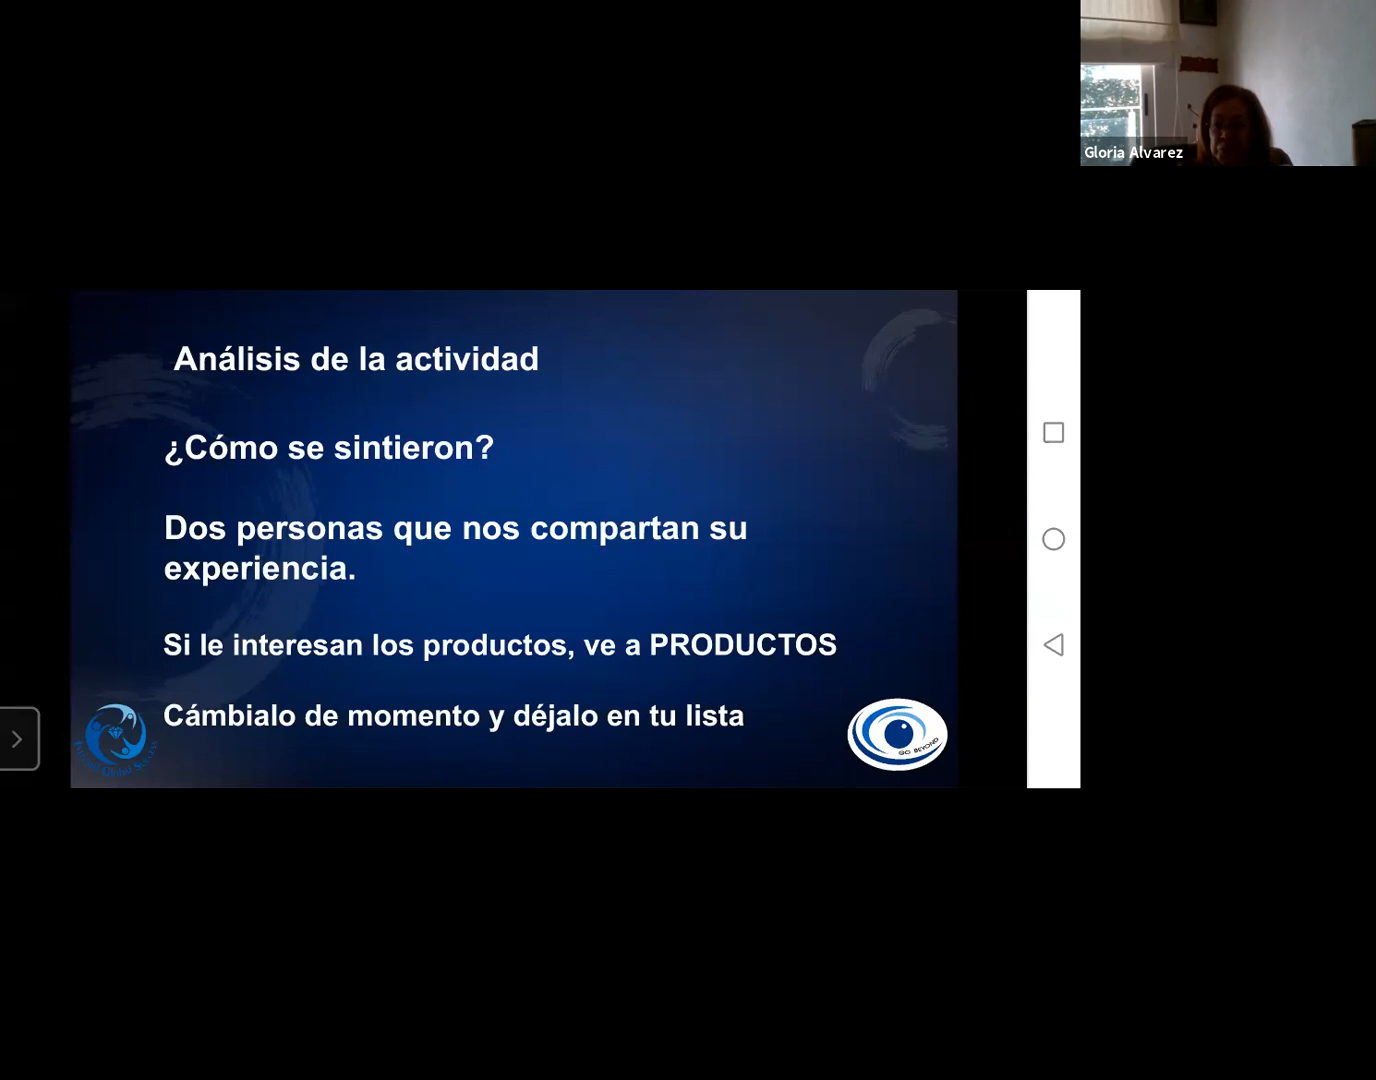 Gloria Alvarez
Análisis de la actividad
¿Cómo se sintieron?
Dos personas que nos compartan su
experiencia.
Si le interesan los productos, ve a PRODUCTOS
Cámbialo de momento y déjalo en tu lista
GO BEYOND